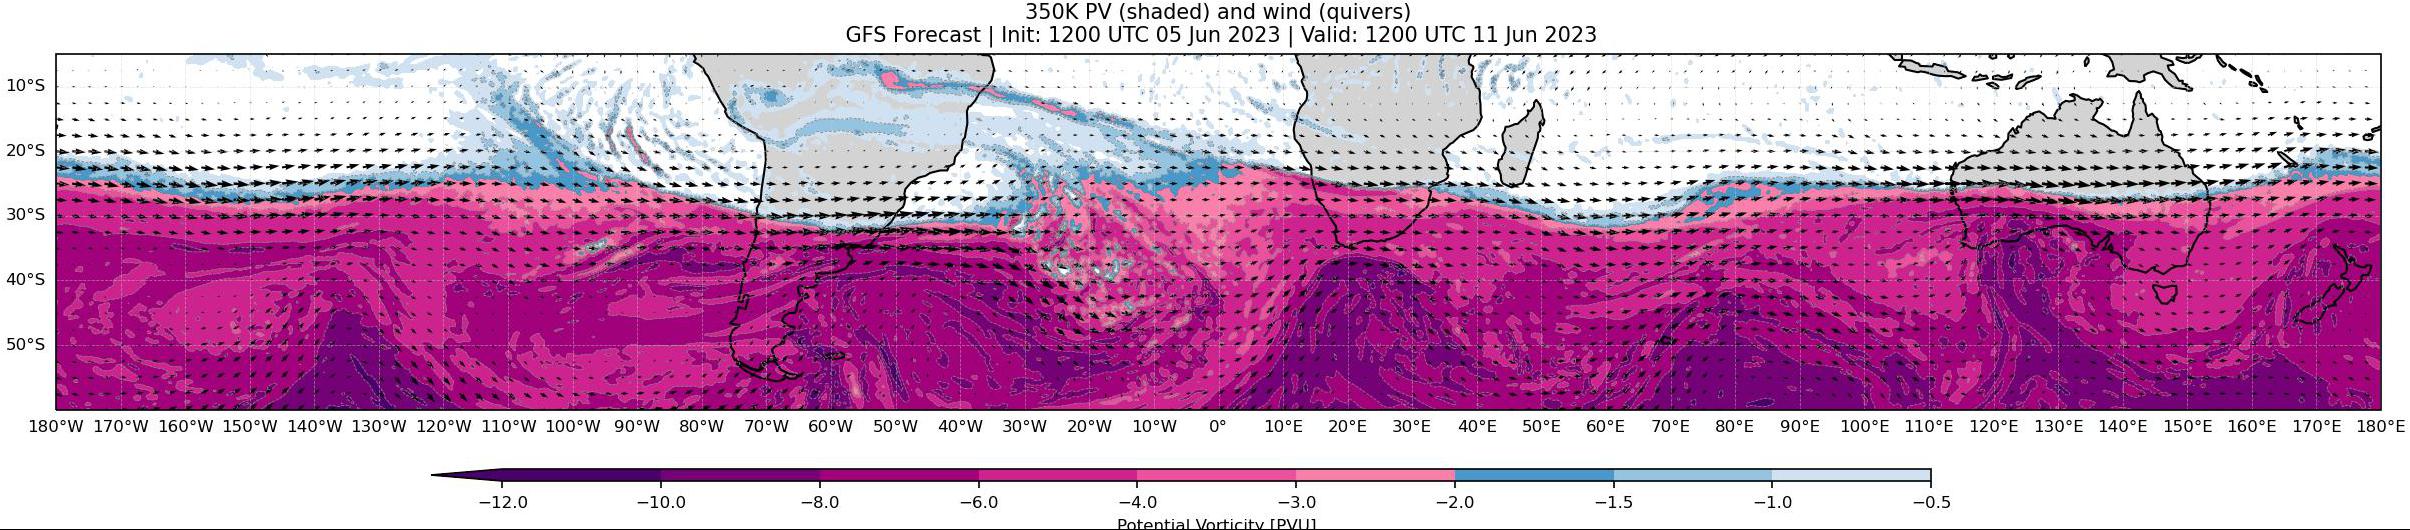 350K PV (shaded) and wind (quivers)
GFS Forecast | Init: 1200 UTC 05 Jun 2023 | Valid: 1200 UTC 11 Jun 2023
10°S
20°S
30°S
40°S
50°S
180°W 170°W 160°W 150°W 140°W 130°W 120°W 110°W 100°W 90°W 80°W 70°W 60°W 50°W 40°W 30°W 20°W 10°W 0° 10°E 20°E 30°E 40°E 50°E 60°E 70°E 80°E 90°E 100°E 110°E 120°E 130°E 140°E 150°E 160°E 170°E 180°E
−12.0 −10.0 −8.0 −6.0 −4.0 −3.0 −2.0 −1.5 −1.0 −0.5
Potential Vorticity [PVU]